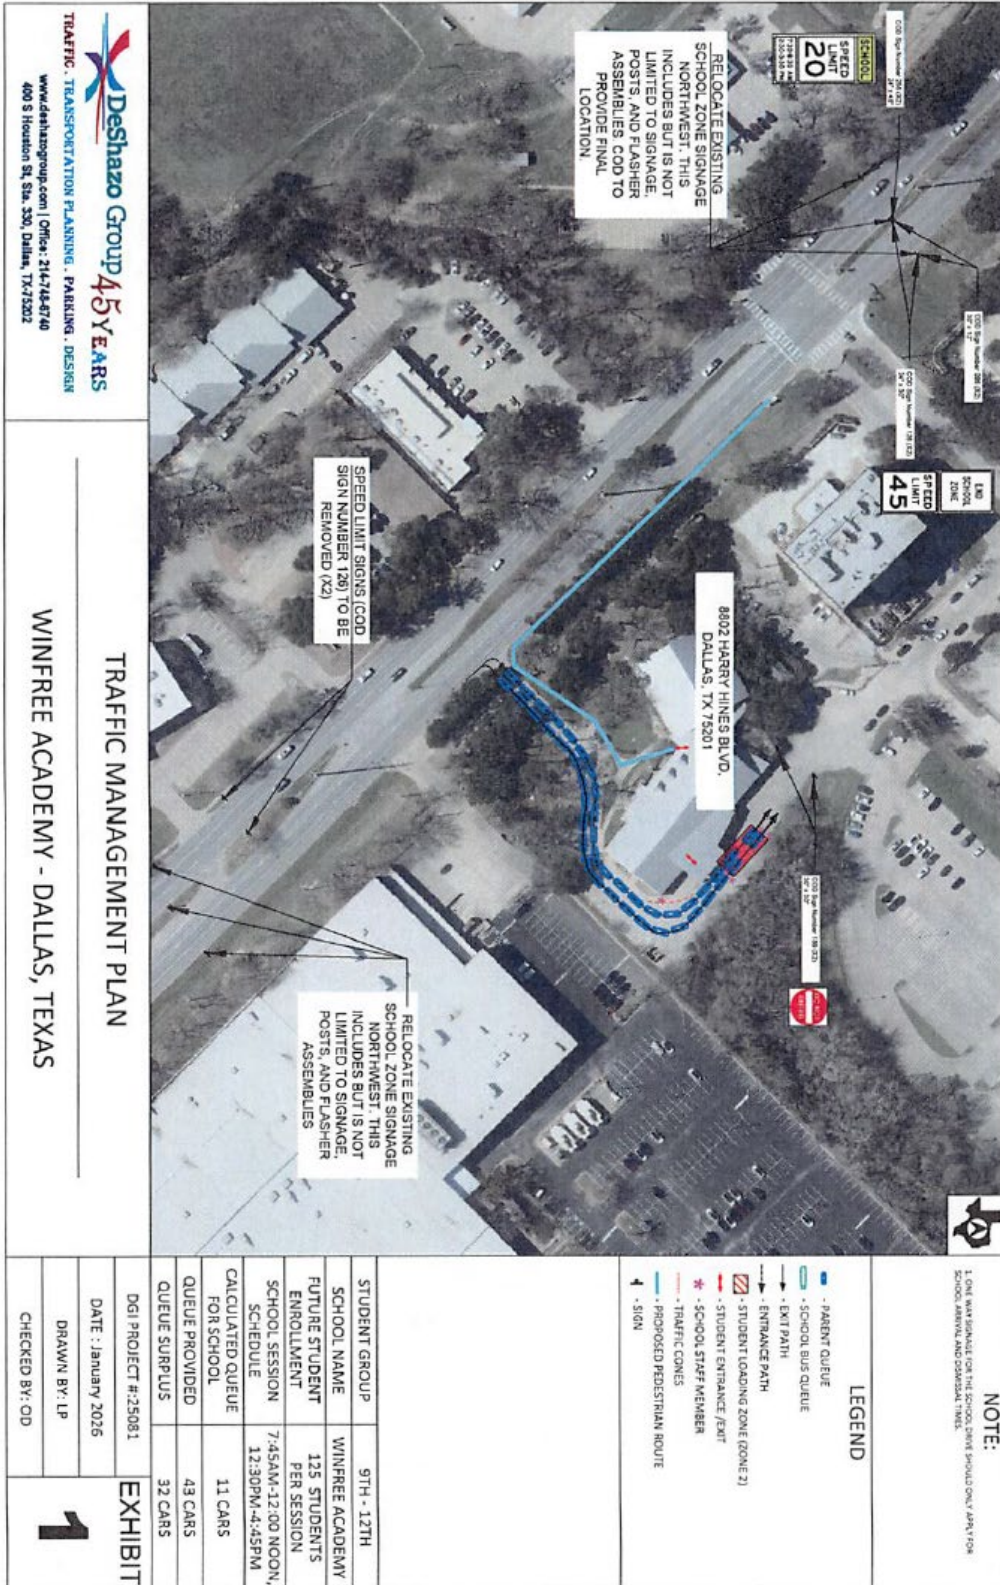 NOTE:
1. ONE WAY SIGNAGE FOR THE SCHOOL DRIVE SHOULD ONLY APPLY FOR
SCHOOL ARRIVAL AND DISMISSAL TIMES.
LEGEND
- PARENT QUEUE
- SCHOOL BUS QUEUE
- EXIT PATH
- ENTRANCE PATH
- STUDENT LOADING ZONE (ZONE 2)
- STUDENT ENTRANCE /EXIT
- SCHOOL STAFF MEMBER
- TRAFFIC CONES
- PROPOSED PEDESTRIAN ROUTE
- SIGN
SCHOOL
SPEED
LIMIT
20
RELOCATE EXISTING
SCHOOL ZONE SIGNAGE
NORTHWEST. THIS
INCLUDES BUT IS NOT
LIMITED TO SIGNAGE,
POSTS, AND FLASHER
ASSEMBLIES. COD TO
PROVIDE FINAL
LOCATION
END
SCHOOL
ZONE
SPEED
LIMIT
45
8802 HARRY HINES BLVD,
DALLAS, TX 75201
SPEED LIMIT SIGNS (COD
SIGN NUMBER 126) TO BE
REMOVED (X2)
RELOCATE EXISTING
SCHOOL ZONE SIGNAGE
NORTHWEST. THIS
INCLUDES BUT IS NOT
LIMITED TO SIGNAGE,
POSTS, AND FLASHER
ASSEMBLIES
STUDENT GROUP 9TH - 12TH
SCHOOL NAME WINFREE ACADEMY
FUTURE STUDENT ENROLLMENT 125 STUDENTS PER SESSION
SCHOOL SESSION SCHEDULE 7:45AM-12:00 NOON, 12:30PM-4:45PM
CALCULATED QUEUE FOR SCHOOL 11 CARS
QUEUE PROVIDED 43 CARS
QUEUE SURPLUS 32 CARS
DeShazo Group 45 YEARS
TRAFFIC . TRANSPORTATION PLANNING . PARKING . DESIGN
www.deshazogroup.com | Office: 214-748-6740
400 S Houston St, Ste. 330, Dallas, TX-75202
TRAFFIC MANAGEMENT PLAN
WINFREE ACADEMY - DALLAS, TEXAS
DGI PROJECT #:25081
DATE : January 2026
DRAWN BY: LP
CHECKED BY: OD
EXHIBIT
1